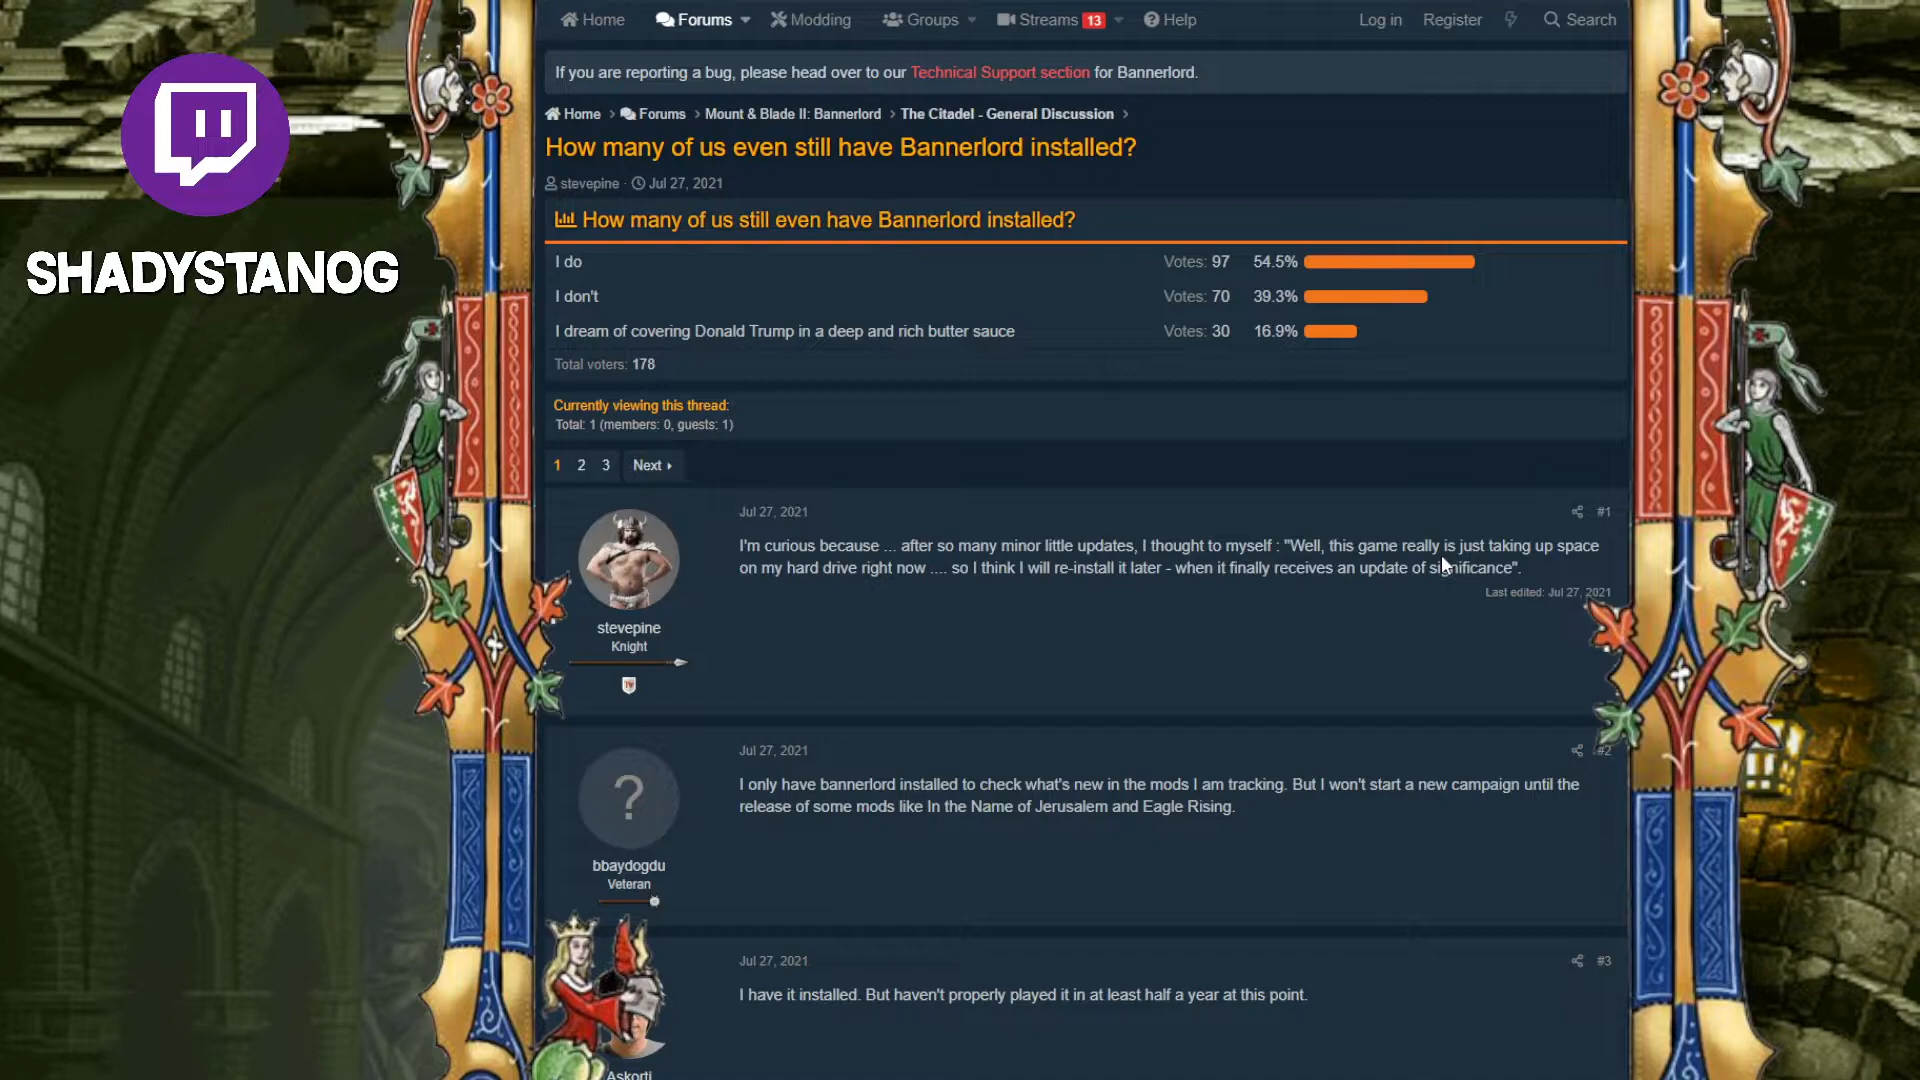 Home Forums Modding Groups Streams 13 Help Log in Register Search
If you are reporting a bug, please head over to our Technical Support section for Bannerlord.
Home Forums Mount & Blade II: Bannerlord The Citadel - General Discussion
How many of us even still have Bannerlord installed?
stevepine · Jul 27, 2021
How many of us still even have Bannerlord installed?
I do Votes: 97 54.5%
I don't Votes: 70 39.3%
I dream of covering Donald Trump in a deep and rich butter sauce Votes: 30 16.9%
Total voters: 178
Currently viewing this thread:
Total: 1 (members: 0, guests: 1)
1 2 3 Next
SHADYSTANOG
Jul 27, 2021 #1
I'm curious because ... after so many minor little updates, I thought to myself : "Well, this game really is just taking up space
on my hard drive right now .... so I think I will re-install it later - when it finally receives an update of significance".
Last edited: Jul 27, 2021
stevepine
Knight
Jul 27, 2021 #2
I only have bannerlord installed to check what's new in the mods I am tracking. But I won't start a new campaign until the
release of some mods like In the Name of Jerusalem and Eagle Rising.
?
bbaydogdu
Veteran
Jul 27, 2021 #3
I have it installed. But haven't properly played it in at least half a year at this point.
Askorti